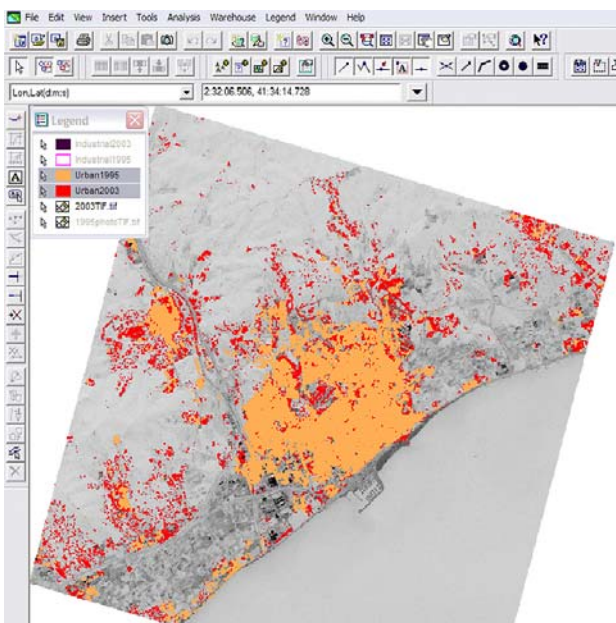 File Edit View Insert Tools Analysis Warehouse Legend Window Help
Lon,Lat(d:m:s) 2:32:06.506, 41:34:14.728
Legend
Industrial2003
Industrial1995
Urban1995
Urban2003
2003TIF.tif
1995photoTIF.tif